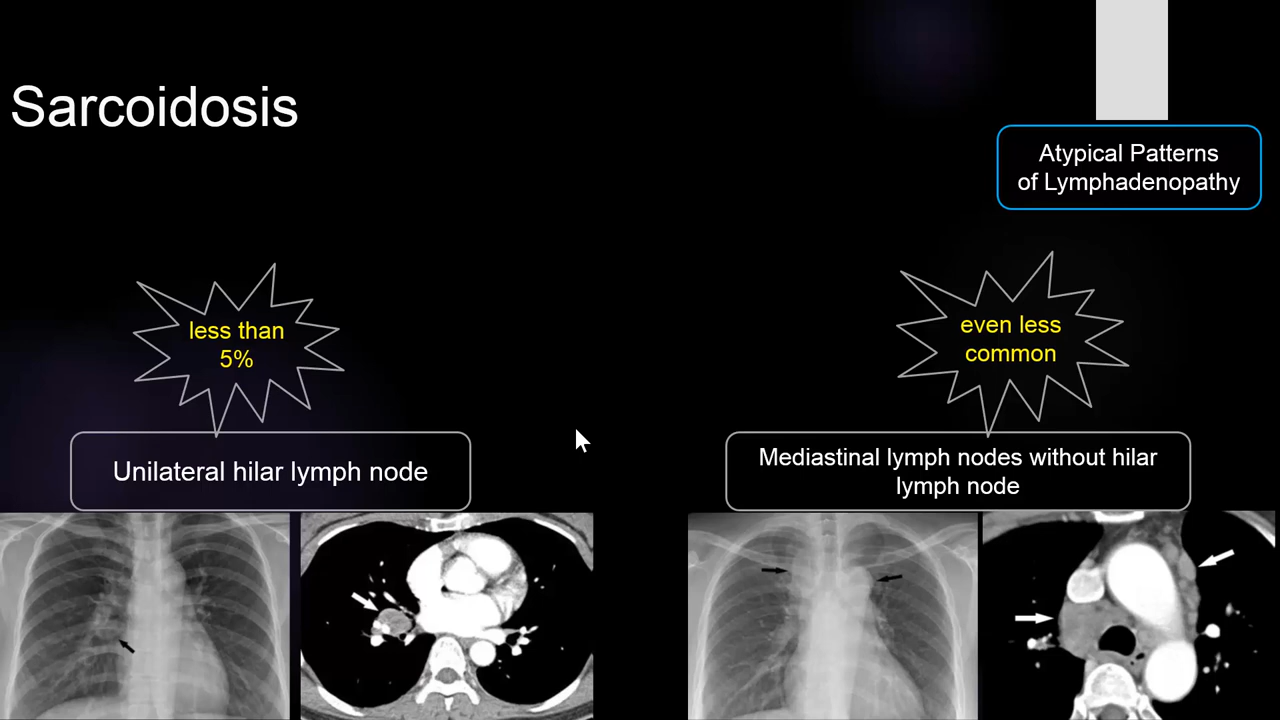 Sarcoidosis
Atypical Patterns
of Lymphadenopathy
less than
5%
even less
common
Unilateral hilar lymph node
Mediastinal lymph nodes without hilar
lymph node